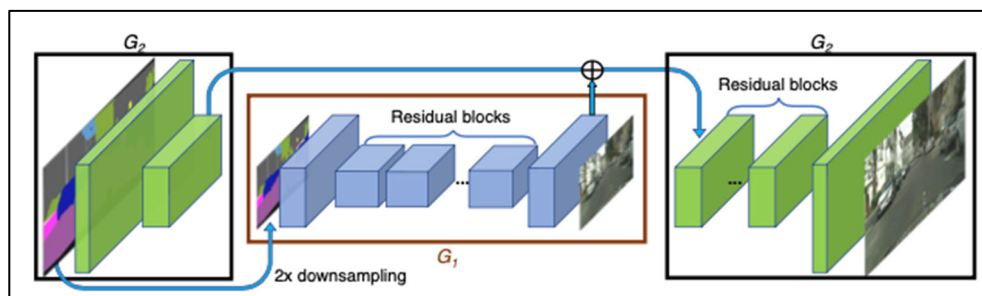 G2
G2
Residual blocks
Residual blocks
...
...
G1
2x downsampling